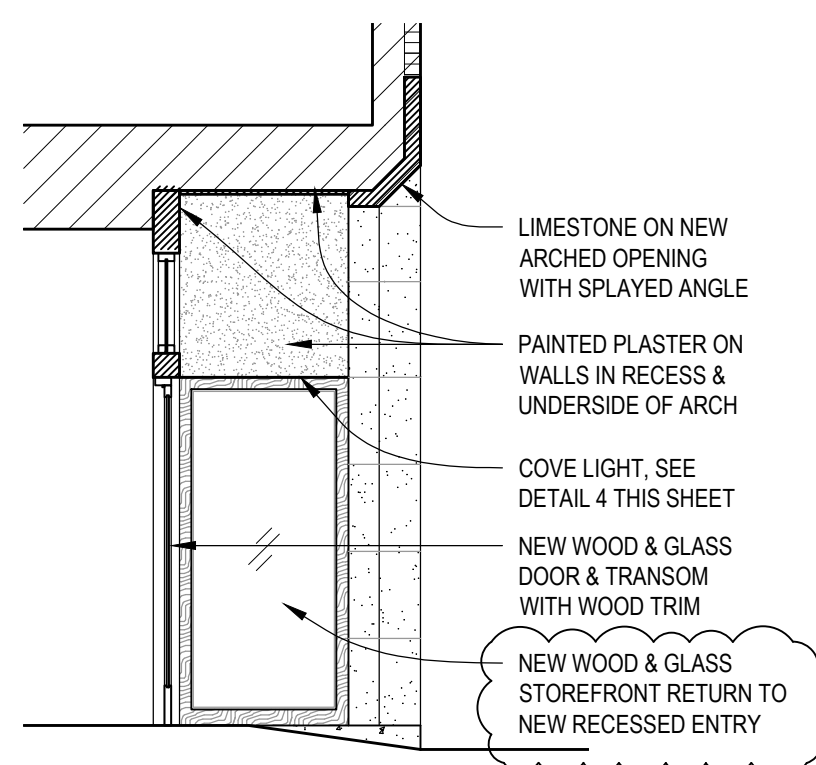 LIMESTONE ON NEW
ARCHED OPENING
WITH SPLAYED ANGLE
PAINTED PLASTER ON
WALLS IN RECESS &
UNDERSIDE OF ARCH
COVE LIGHT, SEE
DETAIL 4 THIS SHEET
NEW WOOD & GLASS
DOOR & TRANSOM
WITH WOOD TRIM
NEW WOOD & GLASS
STOREFRONT RETURN TO
NEW RECESSED ENTRY